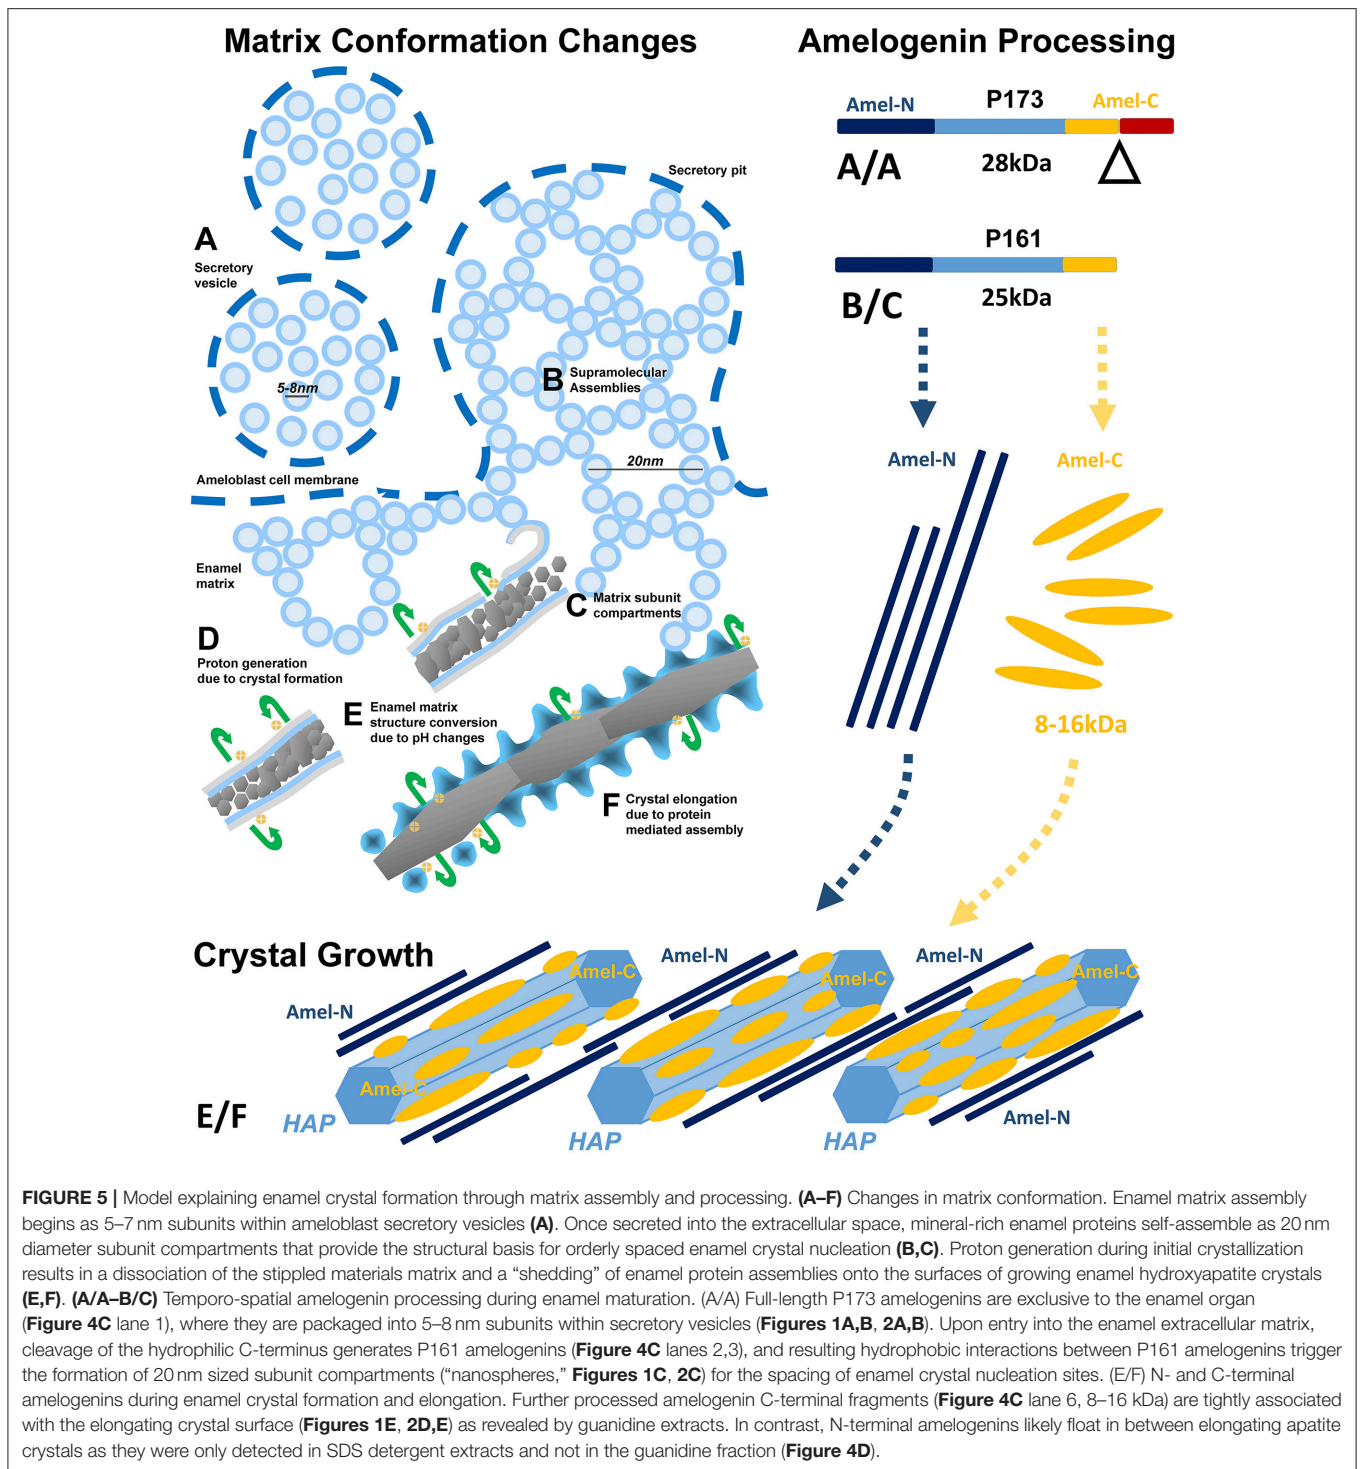 Matrix Conformation Changes
Amelogenin Processing
Amel-N
P173
Amel-C
A/A
28kDa
P161
B/C
25kDa
Secretory pit
A
Secretory
vesicle
5-8nm
B
Supramolecular
Assemblies
20nm
Ameloblast cell membrane
Enamel
matrix
C
Matrix subunit
compartments
D
Proton generation
due to crystal formation
E
Enamel matrix
structure conversion
due to pH changes
F
Crystal elongation
due to protein
mediated assembly
Amel-N
Amel-C
8-16kDa
Crystal Growth
Amel-N
Amel-C
Amel-C
HAP
Amel-N
Amel-C
HAP
Amel-N
Amel-C
HAP
Amel-N
E/F
FIGURE 5 | Model explaining enamel crystal formation through matrix assembly and processing. (A–F) Changes in matrix conformation. Enamel matrix assembly
begins as 5–7 nm subunits within ameloblast secretory vesicles (A). Once secreted into the extracellular space, mineral-rich enamel proteins self-assemble as 20 nm
diameter subunit compartments that provide the structural basis for orderly spaced enamel crystal nucleation (B,C). Proton generation during initial crystallization
results in a dissociation of the stippled materials matrix and a “shedding” of enamel protein assemblies onto the surfaces of growing enamel hydroxyapatite crystals
(E,F). (A/A–B/C) Temporo-spatial amelogenin processing during enamel maturation. (A/A) Full-length P173 amelogenins are exclusive to the enamel organ
(Figure 4C lane 1), where they are packaged into 5–8 nm subunits within secretory vesicles (Figures 1A,B, 2A,B). Upon entry into the enamel extracellular matrix,
cleavage of the hydrophilic C-terminus generates P161 amelogenins (Figure 4C lanes 2,3), and resulting hydrophobic interactions between P161 amelogenins trigger
the formation of 20 nm sized subunit compartments (“nanospheres,” Figures 1C, 2C) for the spacing of enamel crystal nucleation sites. (E/F) N- and C-terminal
amelogenins during enamel crystal formation and elongation. Further processed amelogenin C-terminal fragments (Figure 4C lane 6, 8–16 kDa) are tightly associated
with the elongating crystal surface (Figures 1E, 2D,E) as revealed by guanidine extracts. In contrast, N-terminal amelogenins likely float in between elongating apatite
crystals as they were only detected in SDS detergent extracts and not in the guanidine fraction (Figure 4D).